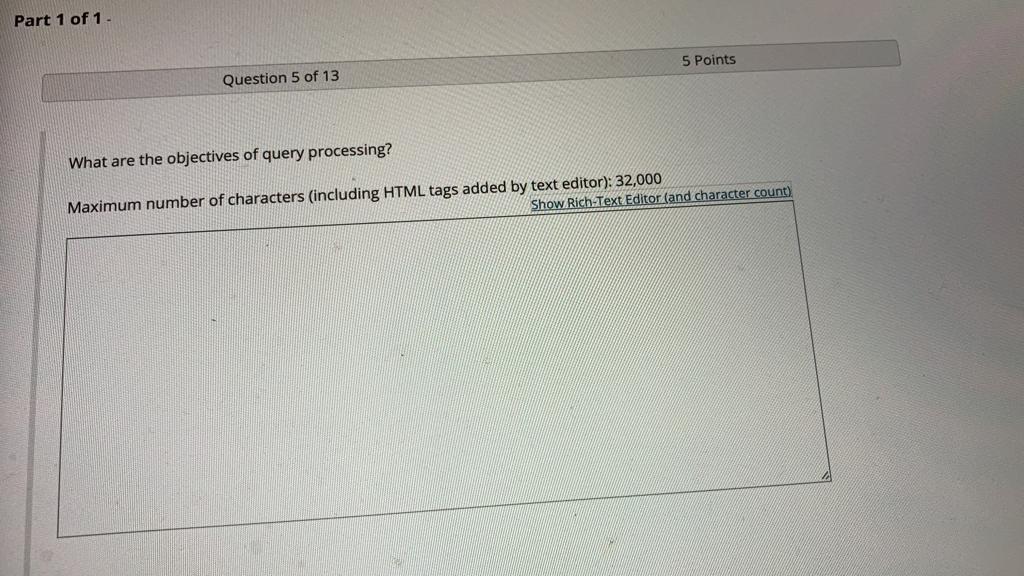 Part 1 of 1 -
Question 5 of 13
5 Points
What are the objectives of query processing?
Maximum number of characters (including HTML tags added by text editor): 32,000
Show Rich-Text Editor (and character count)